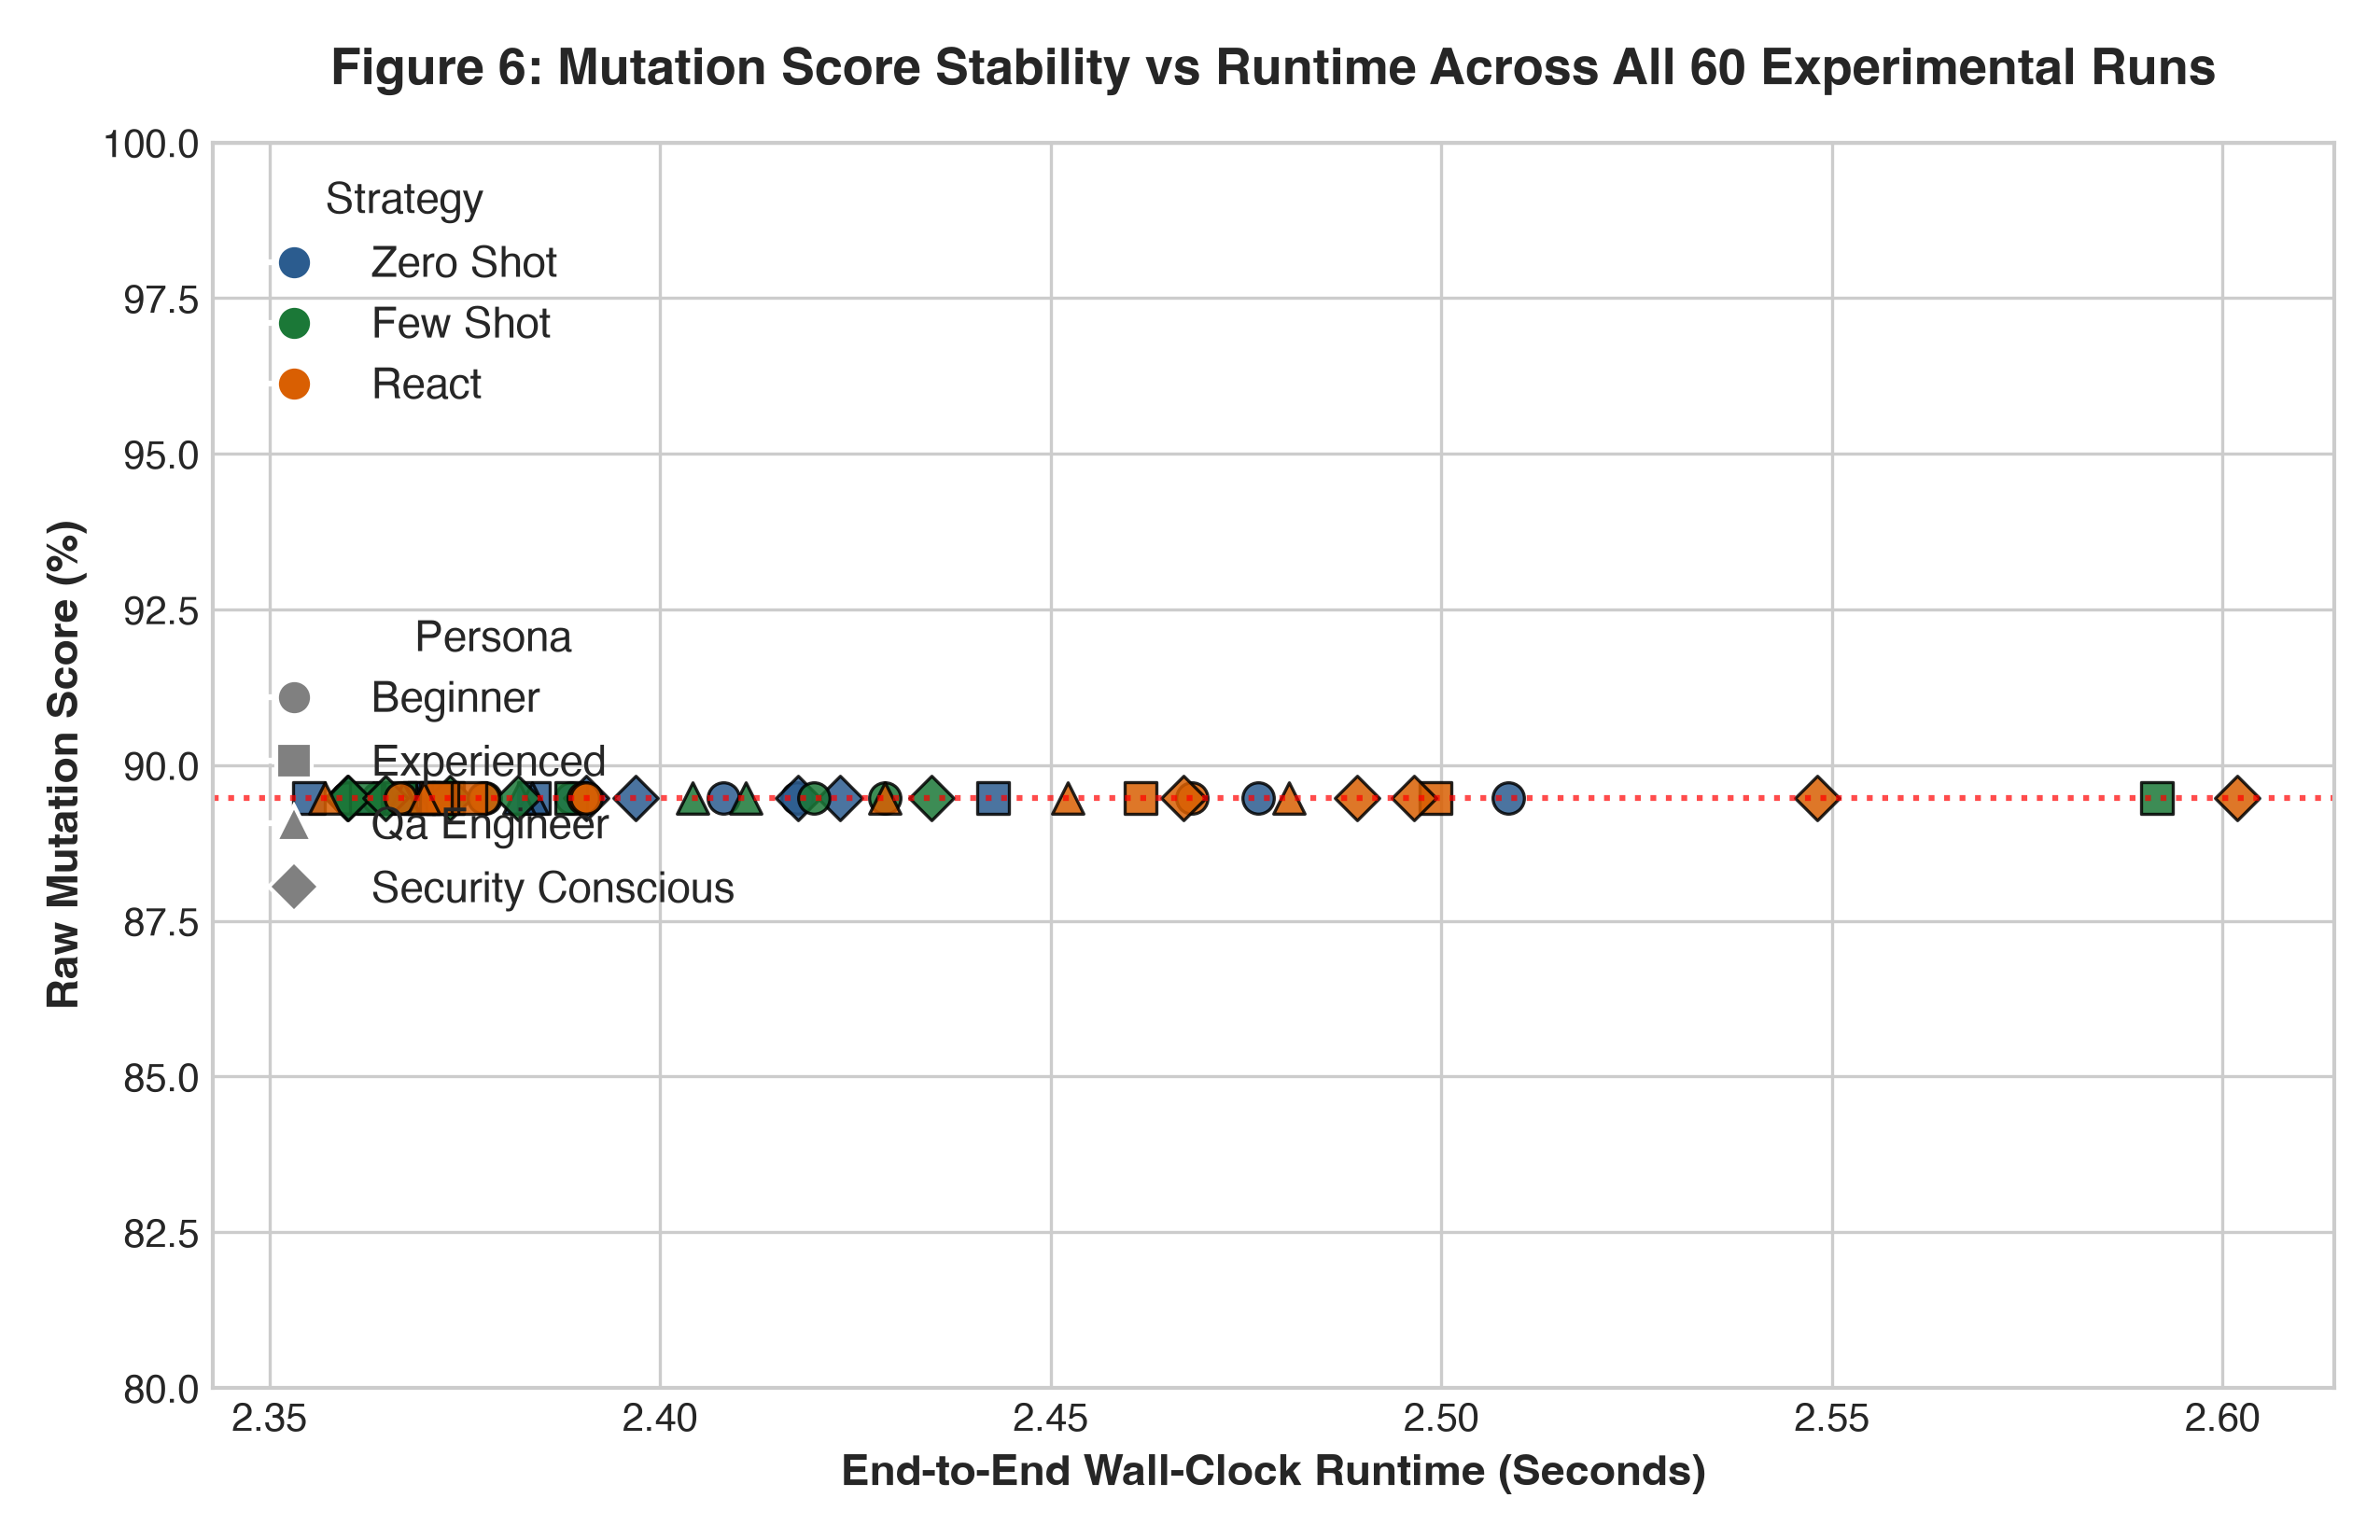 Figure 6: Mutation Score Stability vs Runtime Across All 60 Experimental Runs
100.0
97.5
95.0
92.5
90.0
87.5
85.0
82.5
80.0
Raw Mutation Score (%)
Strategy
Zero Shot
Few Shot
React
Persona
Beginner
Experienced
Qa Engineer
Security Conscious
2.35
2.40
2.45
2.50
2.55
2.60
End-to-End Wall-Clock Runtime (Seconds)